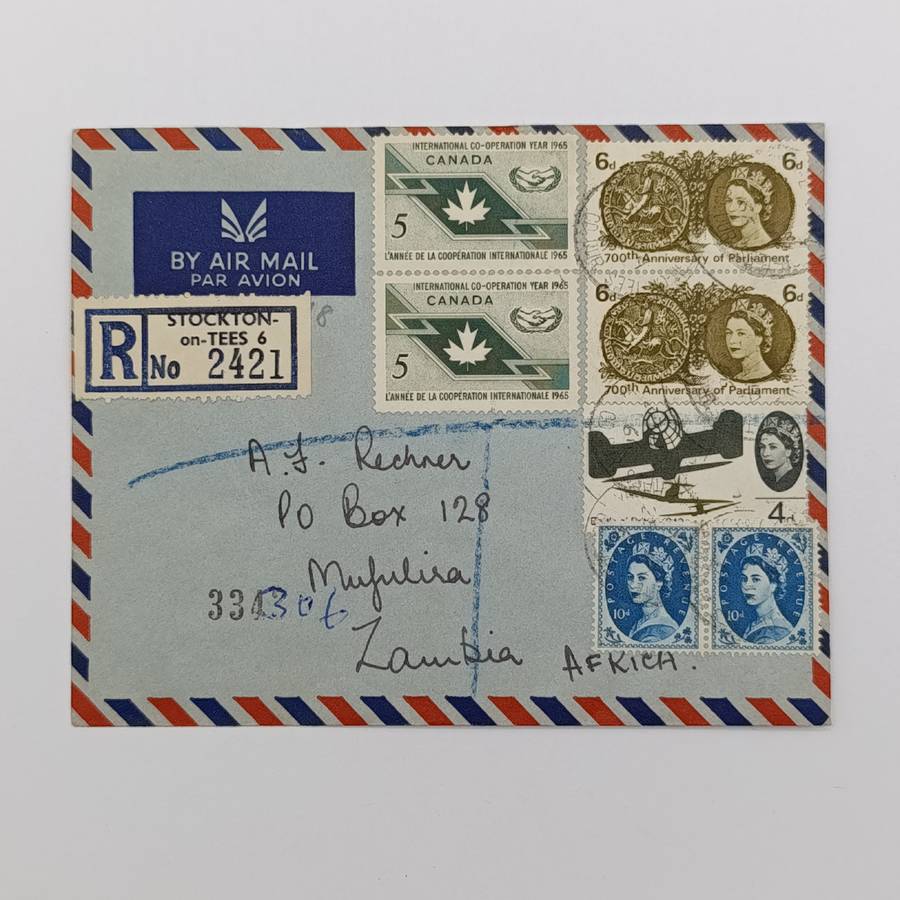 BY AIR MAIL
PAR AVION
R
STOCKTON-
on-TEES 6
No 2421
INTERNATIONAL CO-OPERATION YEAR 1965
CANADA
5
L'ANNÉE DE LA COOPÉRATION INTERNATIONALE 1965
INTERNATIONAL CO-OPERATION YEAR 1965
CANADA
5
L'ANNÉE DE LA COOPÉRATION INTERNATIONALE 1965
6d 6d
700th Anniversary of Parliament
6d 6d
700th Anniversary of Parliament
4d
POSTAGE REVENUE
10d
POSTAGE REVENUE
10d
A.J. Rechner
PO Box 128
Mufulira
306
Zambia AFRICA.